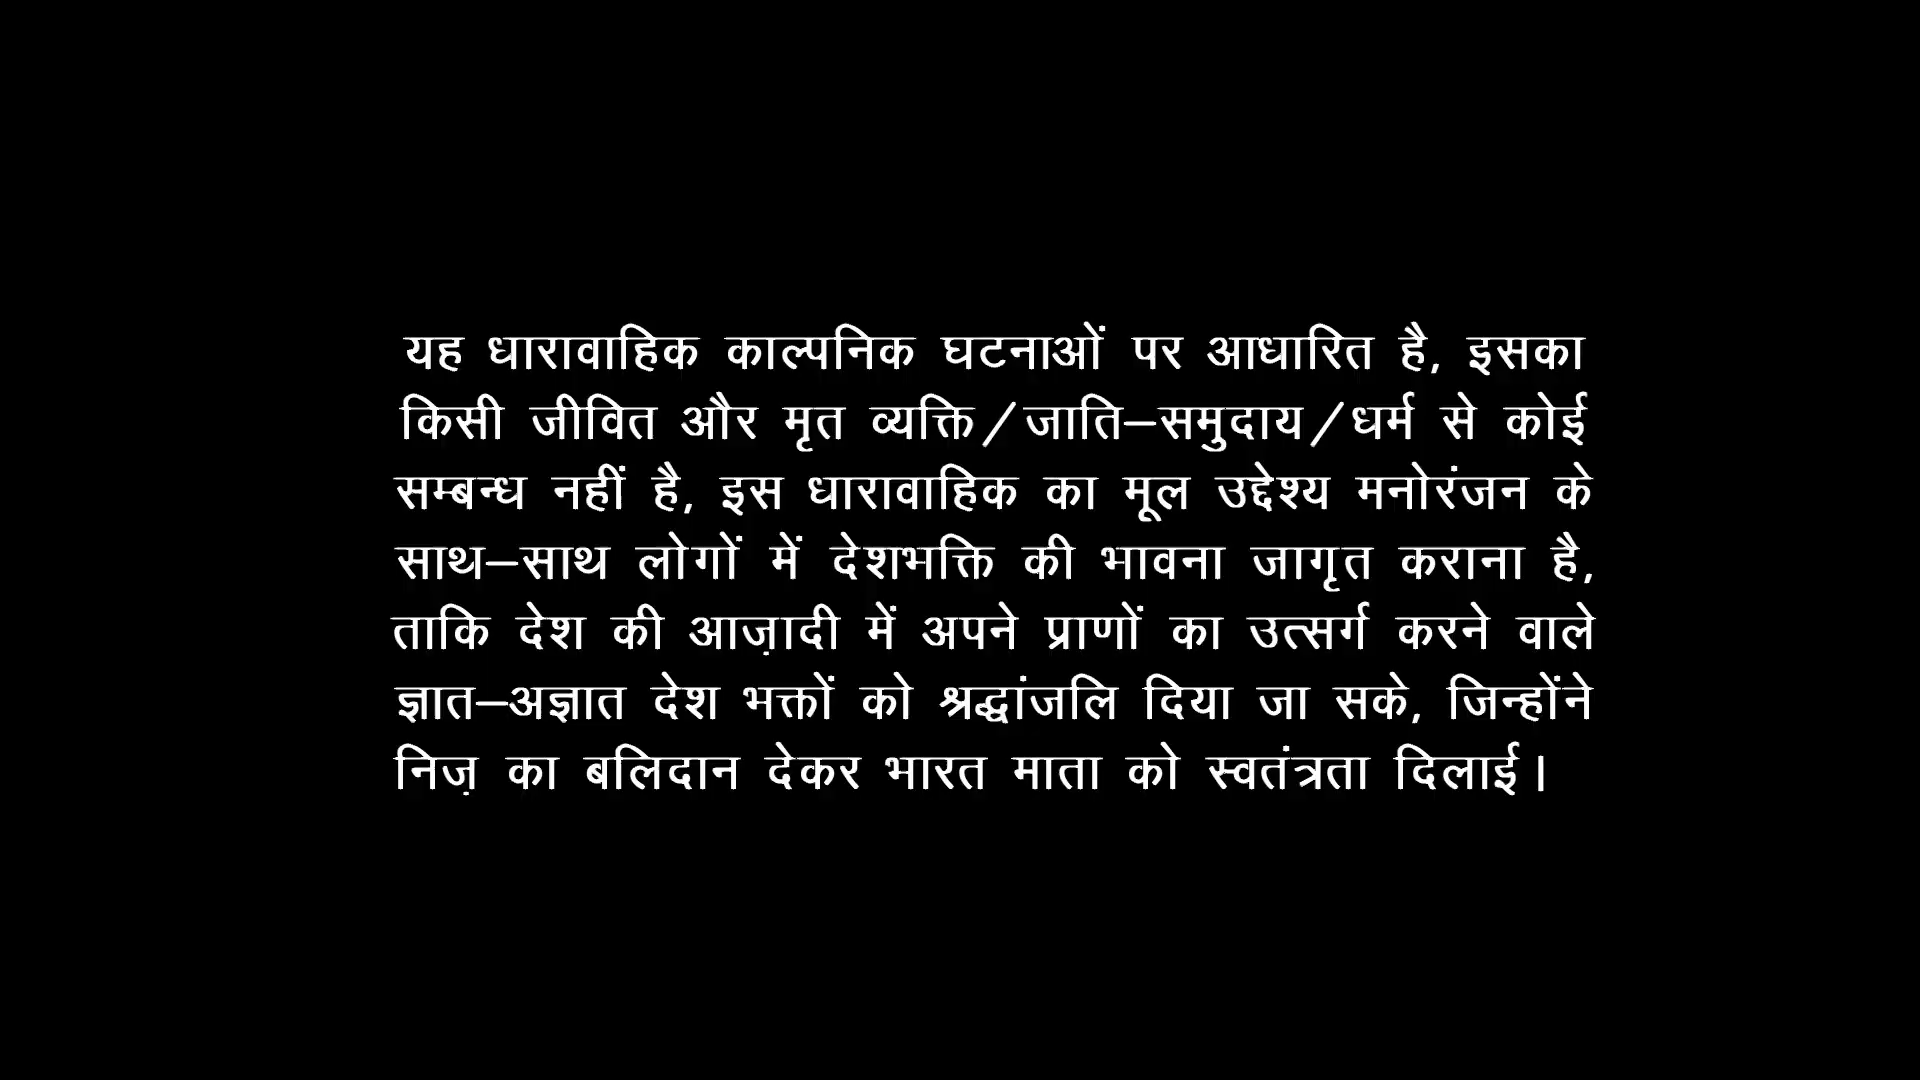 यह धारावाहिक काल्पनिक घटनाओं पर आधारित है, इसका
किसी जीवित और मृत व्यक्ति/जाति–समुदाय/धर्म से कोई
सम्बन्ध नहीं है, इस धारावाहिक का मूल उद्देश्य मनोरंजन के
साथ–साथ लोगों में देशभक्ति की भावना जागृत कराना है,
ताकि देश की आज़ादी में अपने प्राणों का उत्सर्ग करने वाले
ज्ञात–अज्ञात देश भक्तों को श्रद्धांजलि दिया जा सके, जिन्होंने
निज़ का बलिदान देकर भारत माता को स्वतंत्रता दिलाई।